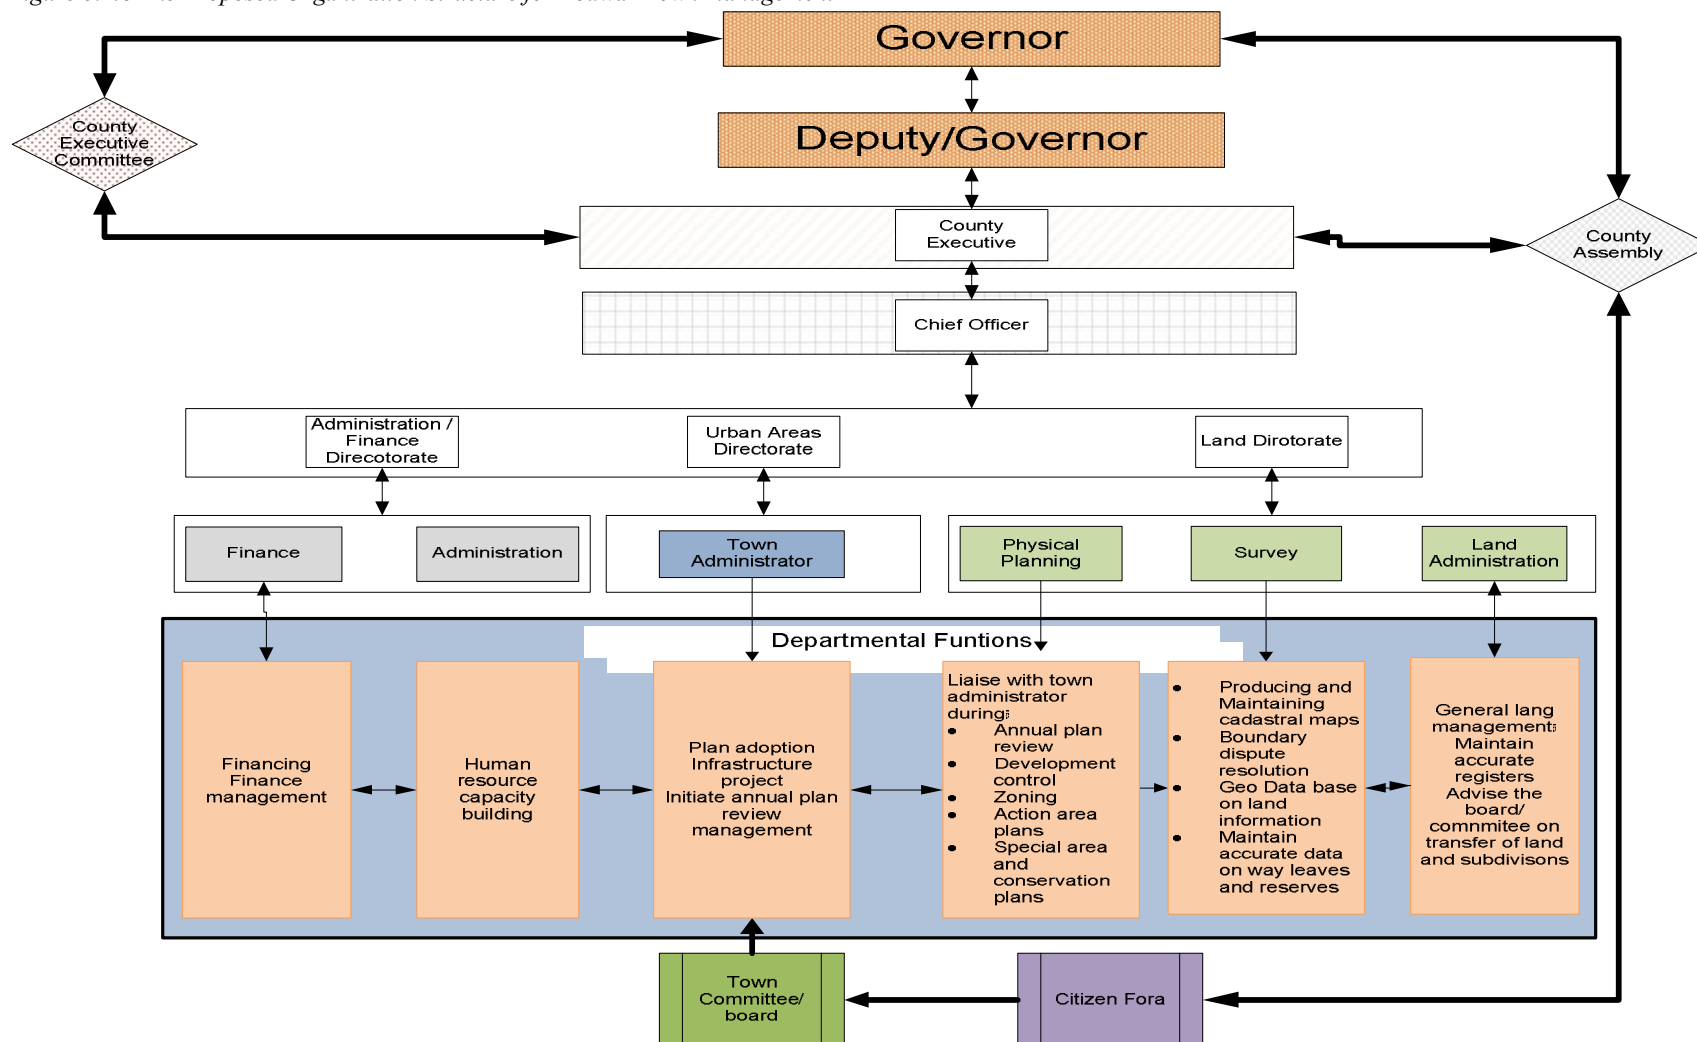 Governor
Deputy/Governor
County
Executive
Committee
County
Executive
County
Assembly
Chief Officer
Administration /
Finance
Direcotorate
Urban Areas
Directorate
Land Dirotorate
Finance
Administration
Town
Administrator
Physical
Planning
Survey
Land
Administration
Departmental Funtions
Financing
Finance
management
Human
resource
capacity
building
Plan adoption
Infrastructure
project
Initiate annual plan
review
management
Liaise with town
administrator
during:
• Annual plan
review
• Development
control
• Zoning
• Action area
plans
• Special area
and
conservation
plans
• Producing and
Maintaining
cadastral maps
• Boundary
dispute
resolution
• Geo Data base
on land
information
• Maintain
accurate data
on way leaves
and reserves
General lang
management:
Maintain
accurate
registers
Advise the
board/
comnmitee on
transfer of land
and subdivisons
Town
Committee/
board
Citizen Fora